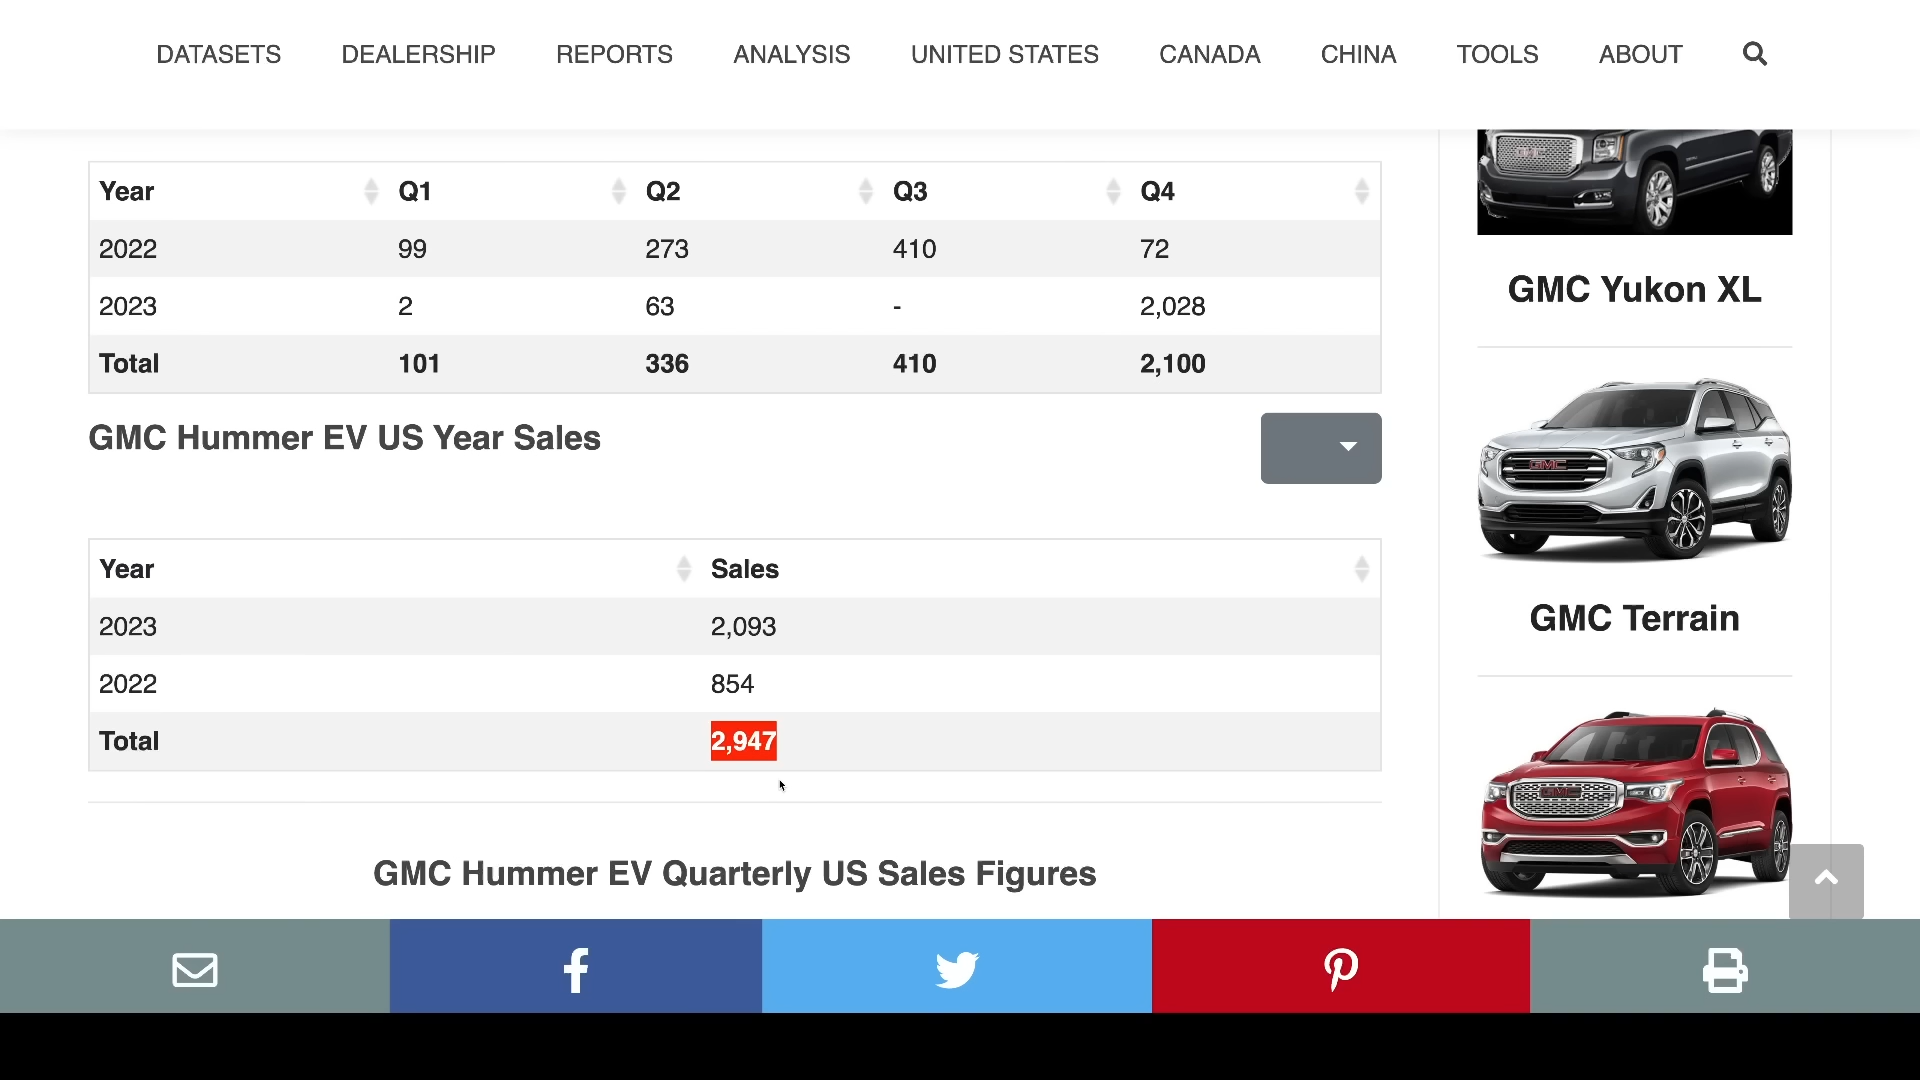 DATASETS DEALERSHIP REPORTS ANALYSIS UNITED STATES CANADA CHINA TOOLS ABOUT
Year Q1 Q2 Q3 Q4
2022 99 273 410 72
2023 2 63 - 2,028
Total 101 336 410 2,100
GMC Hummer EV US Year Sales
Year Sales
2023 2,093
2022 854
Total 2,947
GMC Hummer EV Quarterly US Sales Figures
GMC Yukon XL
GMC
GMC Terrain
GMC